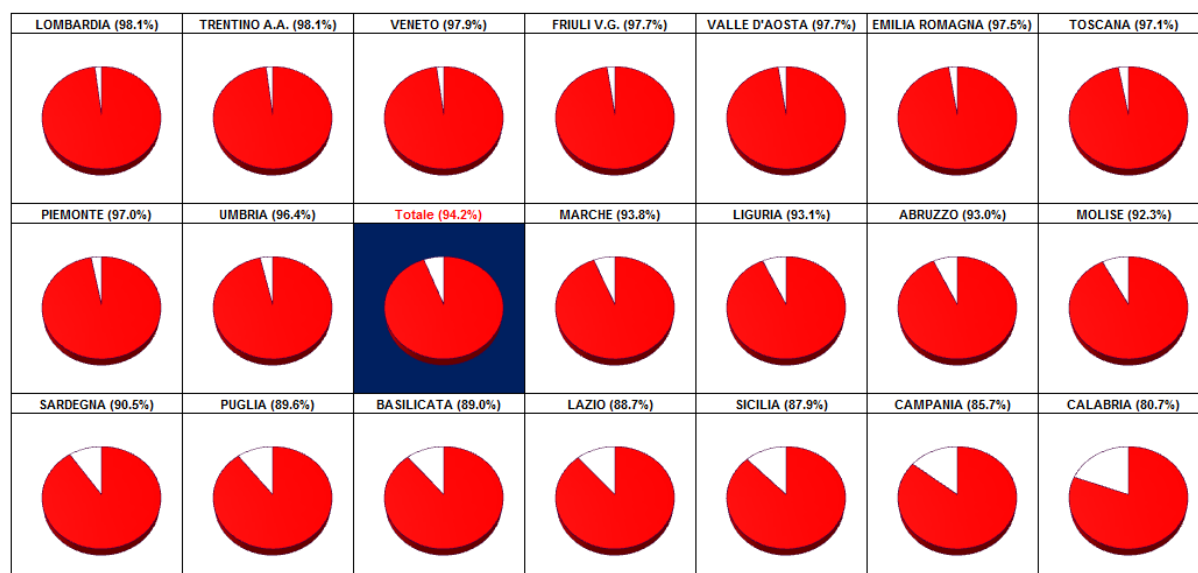 LOMBARDIA (98.1%) TRENTINO A.A. (98.1%) VENETO (97.9%) FRIULI V.G. (97.7%) VALLE D'AOSTA (97.7%) EMILIA ROMAGNA (97.5%) TOSCANA (97.1%)
PIEMONTE (97.0%) UMBRIA (96.4%) Totale (94.2%) MARCHE (93.8%) LIGURIA (93.1%) ABRUZZO (93.0%) MOLISE (92.3%)
SARDEGNA (90.5%) PUGLIA (89.6%) BASILICATA (89.0%) LAZIO (88.7%) SICILIA (87.9%) CAMPANIA (85.7%) CALABRIA (80.7%)